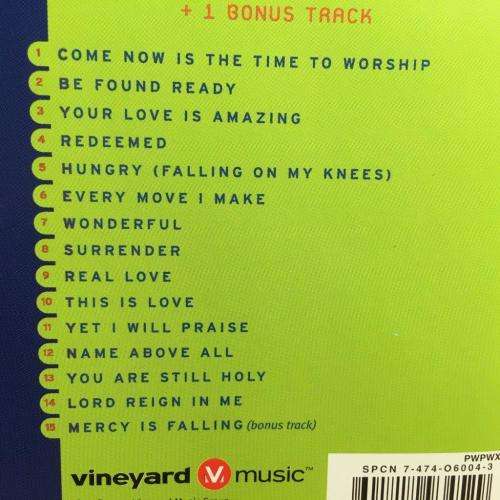 + 1 BONUS TRACK
1 COME NOW IS THE TIME TO WORSHIP
2 BE FOUND READY
3 YOUR LOVE IS AMAZING
4 REDEEMED
5 HUNGRY (FALLING ON MY KNEES)
6 EVERY MOVE I MAKE
7 WONDERFUL
8 SURRENDER
9 REAL LOVE
10 THIS IS LOVE
11 YET I WILL PRAISE
12 NAME ABOVE ALL
13 YOU ARE STILL HOLY
14 LORD REIGN IN ME
15 MERCY IS FALLING (bonus track)
vineyard music™
PWPWX
SPCN 7-474-06004-3